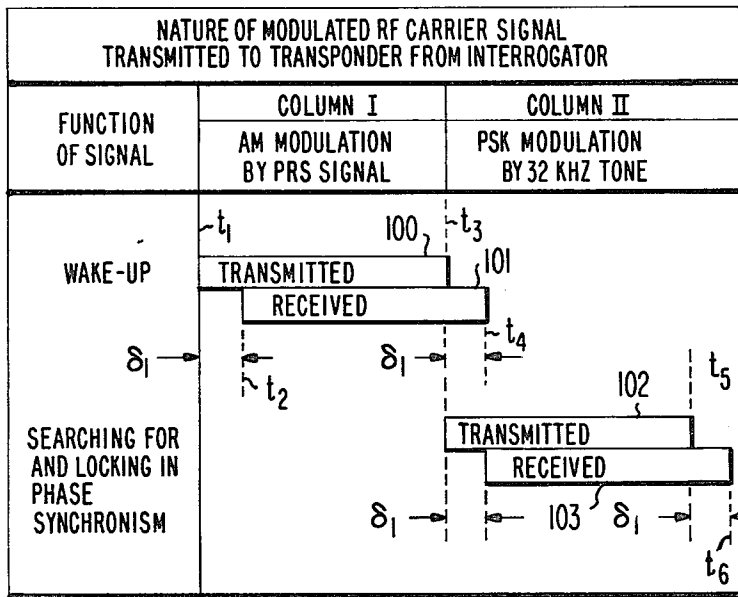 NATURE OF MODULATED RF CARRIER SIGNAL
TRANSMITTED TO TRANSPONDER FROM INTERROGATOR
FUNCTION
OF SIGNAL
COLUMN I
COLUMN II
AM MODULATION
BY PRS SIGNAL
PSK MODULATION
BY 32 KHZ TONE
t1
100
t3
101
WAKE-UP
TRANSMITTED
RECEIVED
t4
δ1
t2
δ1
t5
102
SEARCHING FOR
AND LOCKING IN
PHASE
SYNCHRONISM
TRANSMITTED
RECEIVED
δ1
103
δ1
t6